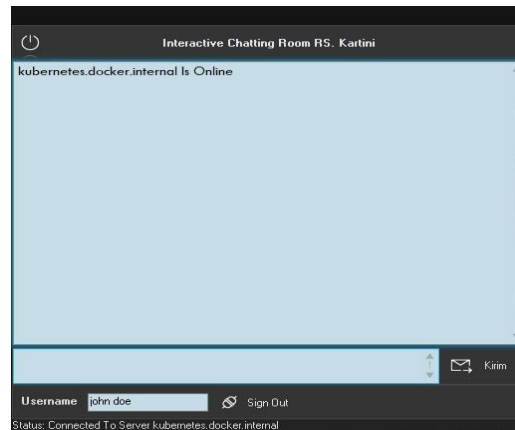 Interactive Chatting Room RS. Kartini
kubernetes.docker.internal Is Online
Kirim
Username john doe Sign Out
Status: Connected To Server kubernetes.docker.internal